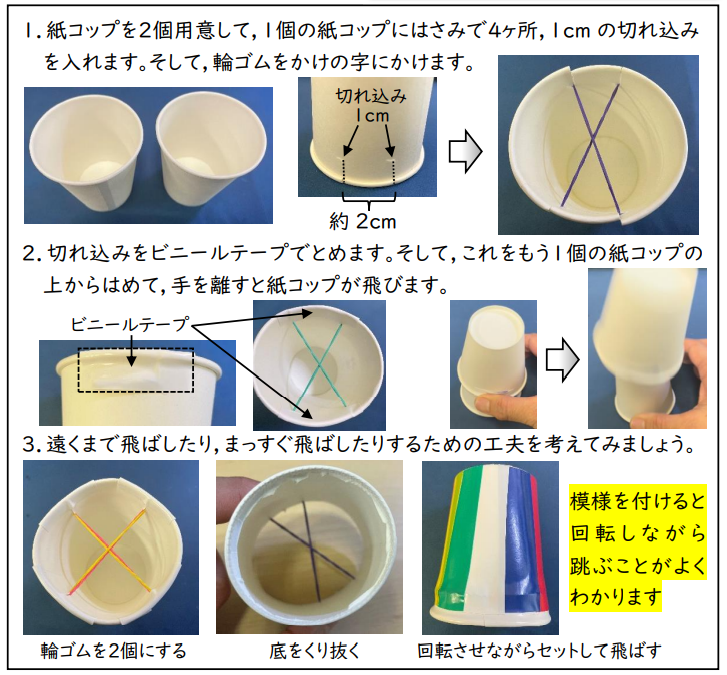 1．紙コップを2個用意して，1個の紙コップにはさみで4ヶ所，1cm の切れ込み
を入れます。そして，輪ゴムをかけの字にかけます。
切れ込み
1cm
約 2cm
2．切れ込みをビニールテープでとめます。そして，これをもう1個の紙コップの
上からはめて，手を離すと紙コップが飛びます。
ビニールテープ
3．遠くまで飛ばしたり，まっすぐ飛ばしたりするための工夫を考えてみましょう。
模様を付けると
回転しながら
跳ぶことがよく
わかります
輪ゴムを2個にする
底をくり抜く
回転させながらセットして飛ばす